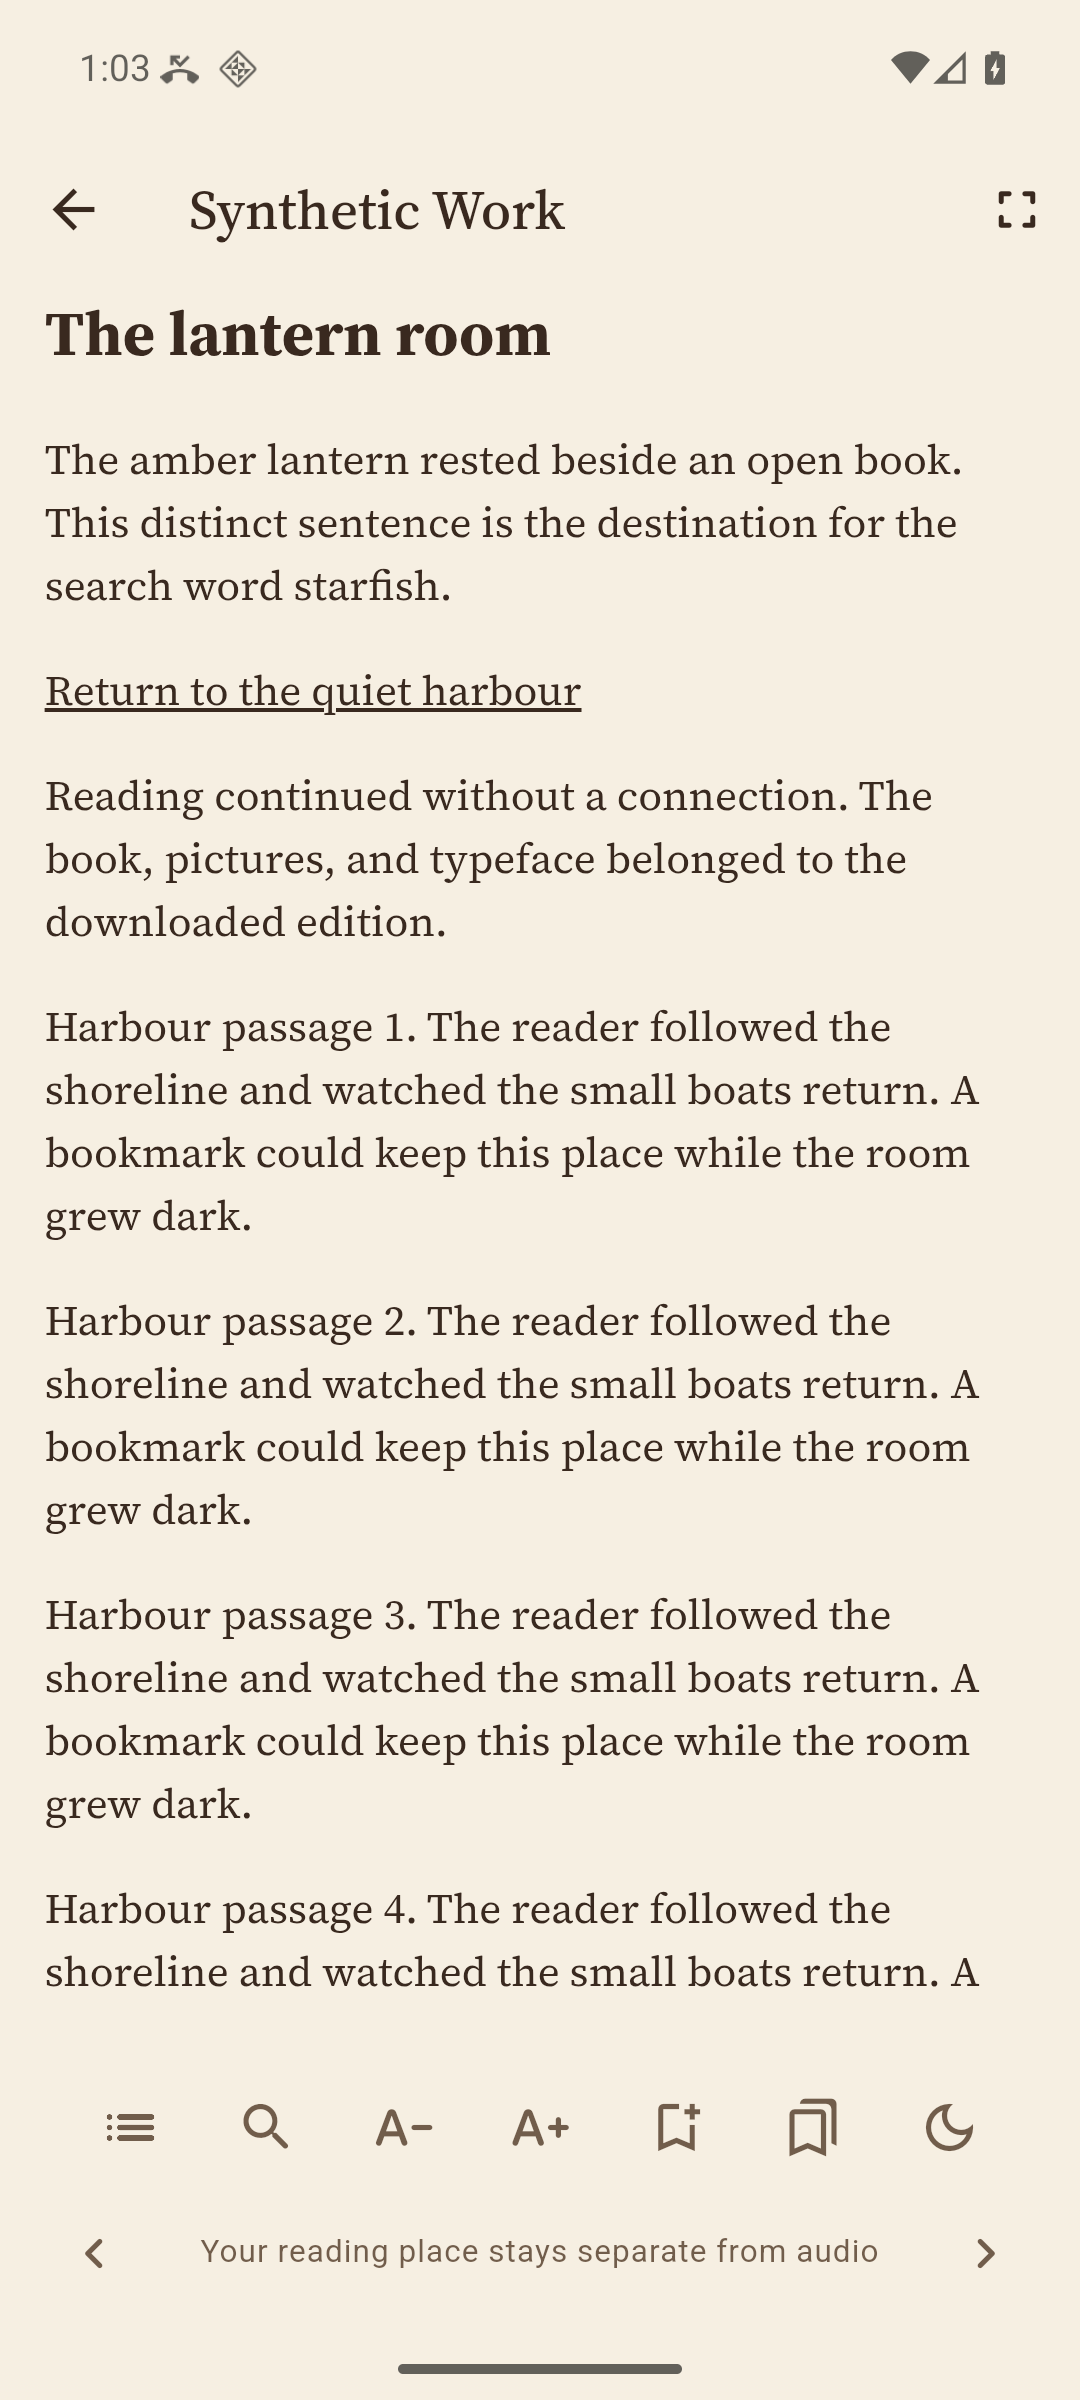 1:03
Synthetic Work
The lantern room
The amber lantern rested beside an open book.
This distinct sentence is the destination for the
search word starfish.
Return to the quiet harbour
Reading continued without a connection. The
book, pictures, and typeface belonged to the
downloaded edition.
Harbour passage 1. The reader followed the
shoreline and watched the small boats return. A
bookmark could keep this place while the room
grew dark.
Harbour passage 2. The reader followed the
shoreline and watched the small boats return. A
bookmark could keep this place while the room
grew dark.
Harbour passage 3. The reader followed the
shoreline and watched the small boats return. A
bookmark could keep this place while the room
grew dark.
Harbour passage 4. The reader followed the
shoreline and watched the small boats return. A
A− A+
Your reading place stays separate from audio